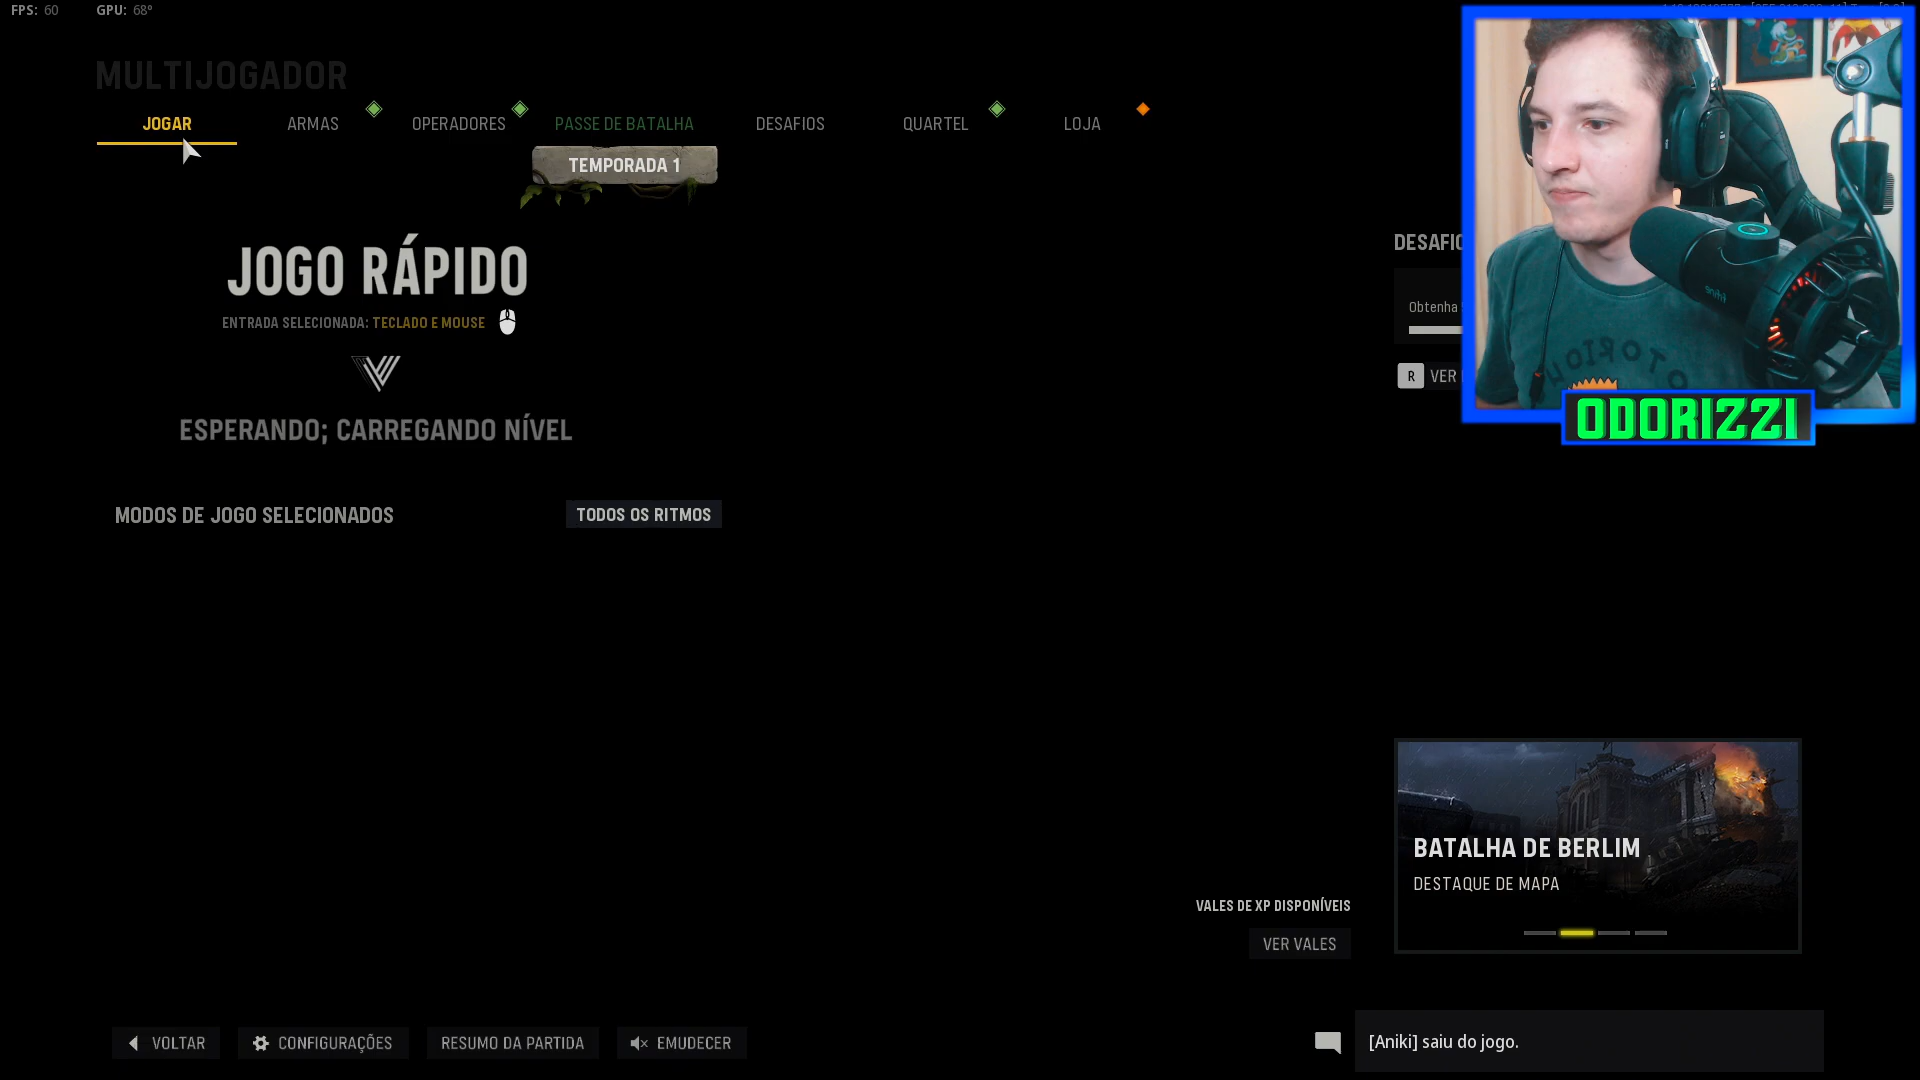 FPS: 60 GPU: 68°
MULTIJOGADOR
JOGAR ARMAS OPERADORES PASSE DE BATALHA DESAFIOS QUARTEL LOJA
TEMPORADA 1
JOGO RÁPIDO
ENTRADA SELECIONADA: TECLADO E MOUSE
ESPERANDO; CARREGANDO NÍVEL
MODOS DE JOGO SELECIONADOS
TODOS OS RITMOS
Obtenha
R VER
ODORIZZI
BATALHA DE BERLIM
DESTAQUE DE MAPA
VALES DE XP DISPONÍVEIS
VER VALES
VOLTAR CONFIGURAÇÕES RESUMO DA PARTIDA EMUDECER
[Aniki] saiu do jogo.